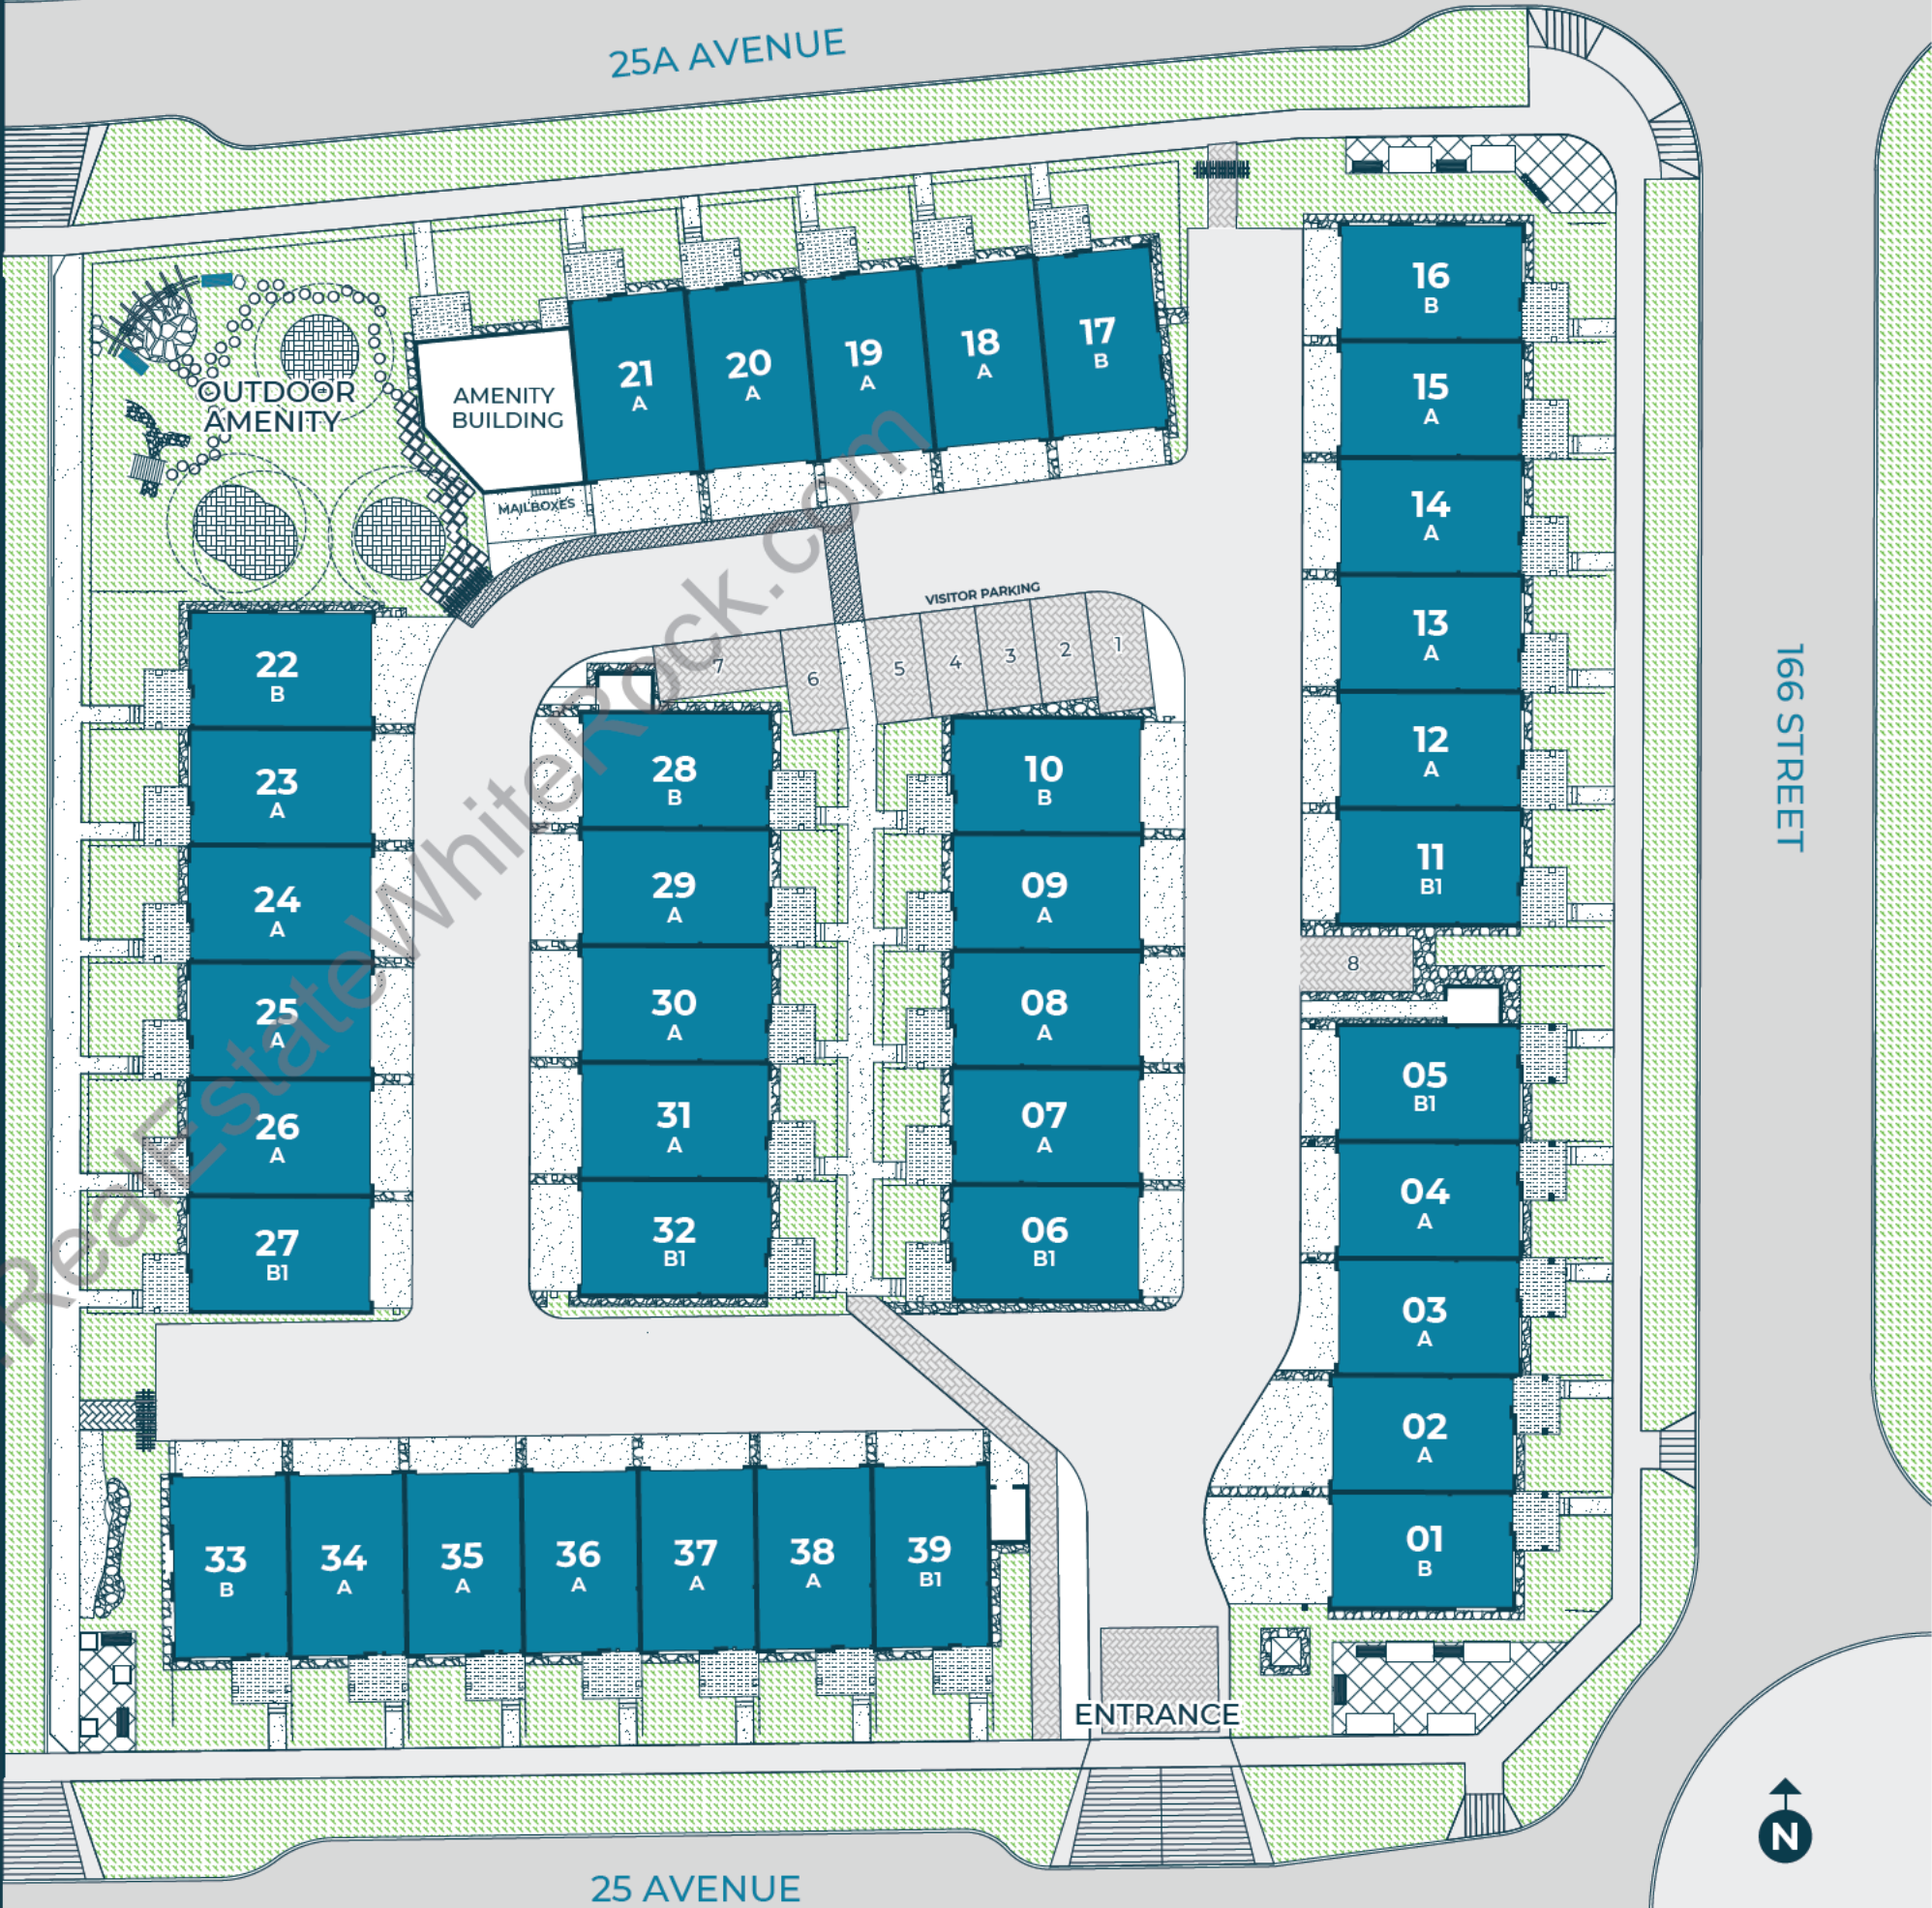 25A AVENUE
OUTDOOR
AMENITY
AMENITY
BUILDING
MAILBOXES
21
A
20
A
19
A
18
A
17
B
16
B
15
A
14
A
13
A
12
A
11
B1
VISITOR PARKING
7
6
5
4
3
2
1
8
166 STREET
22
B
23
A
24
A
25
A
26
A
27
B1
28
B
29
A
30
A
31
A
32
B1
10
B
09
A
08
A
07
A
06
B1
05
B1
04
A
03
A
02
A
01
B
33
B
34
A
35
A
36
A
37
A
38
A
39
B1
ENTRANCE
25 AVENUE
N
RealEstateWhiteRock.com